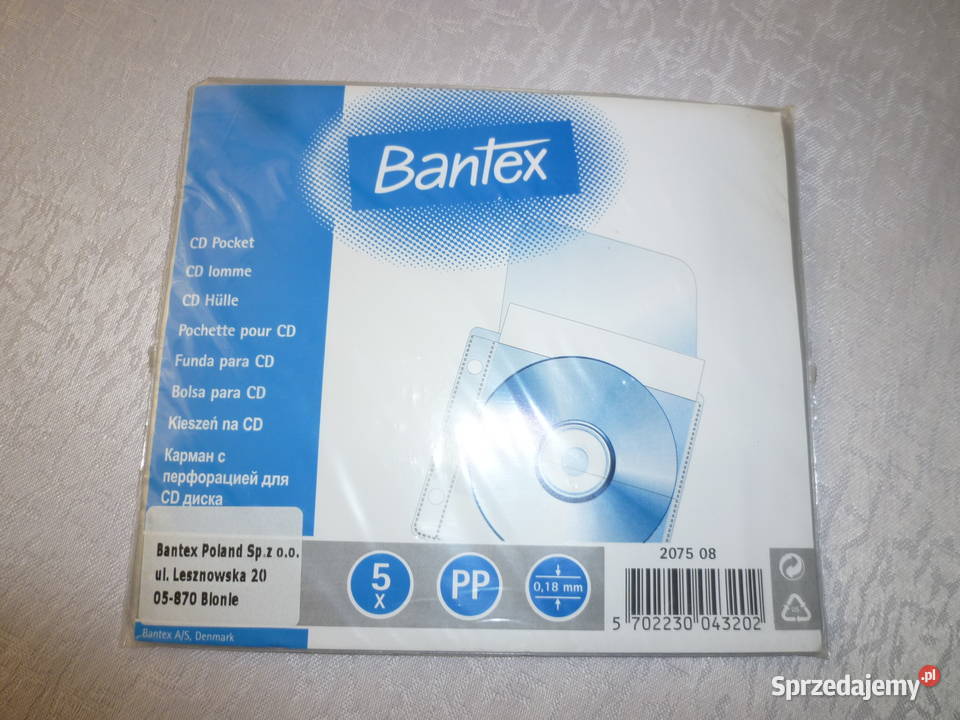 Bantex
CD Pocket
CD lomme
CD Hülle
Pochette pour CD
Funda para CD
Bolsa para CD
Kieszeń na CD
Карман с
перфорацией для
CD диска
Bantex Poland Sp.z o.o.
ul. Lesznowska 20
05-870 Blonie
Bantex A/S, Denmark
5
x
PP
0,18 mm
2075 08
5 702230 043202
Sprzedajemy.pl